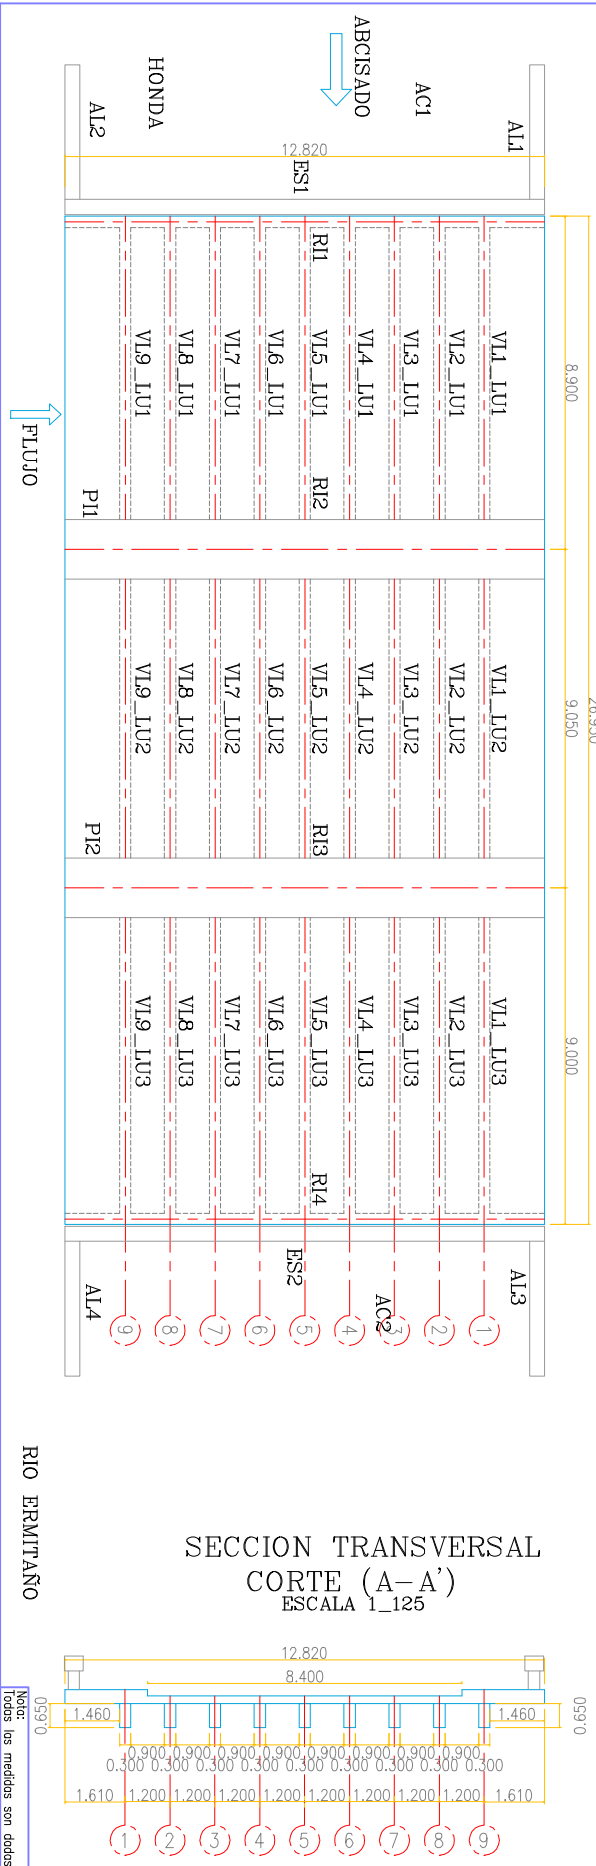 ABCISADO
HONDA
AC1
AL1
AL2
12.820
ES1
RI1
VL1_LU1
VL2_LU1
VL3_LU1
VL4_LU1
VL5_LU1
VL6_LU1
VL7_LU1
VL8_LU1
VL9_LU1
8.900
FLUJO
RI2
PI1
VL1_LU2
VL2_LU2
VL3_LU2
VL4_LU2
VL5_LU2
VL6_LU2
VL7_LU2
VL8_LU2
VL9_LU2
9.050
26.950
RI3
PI2
VL1_LU3
VL2_LU3
VL3_LU3
VL4_LU3
VL5_LU3
VL6_LU3
VL7_LU3
VL8_LU3
VL9_LU3
9.000
RI4
ES2
AC2
AL3
AL4
9 8 7 6 5 4 3 2 1
RIO ERMITAÑO
SECCION TRANSVERSAL
CORTE (A-A')
ESCALA 1_125
12.820
8.400
0.650
0.650
1.460
1.460
0.900 0.900 0.900 0.900 0.900 0.900 0.900 0.900
0.300 0.300 0.300 0.300 0.300 0.300 0.300 0.300 0.300
1.610 1.200 1.200 1.200 1.200 1.200 1.200 1.200 1.200 1.610
1 2 3 4 5 6 7 8 9
Nota:
Todas las medidas son dadas